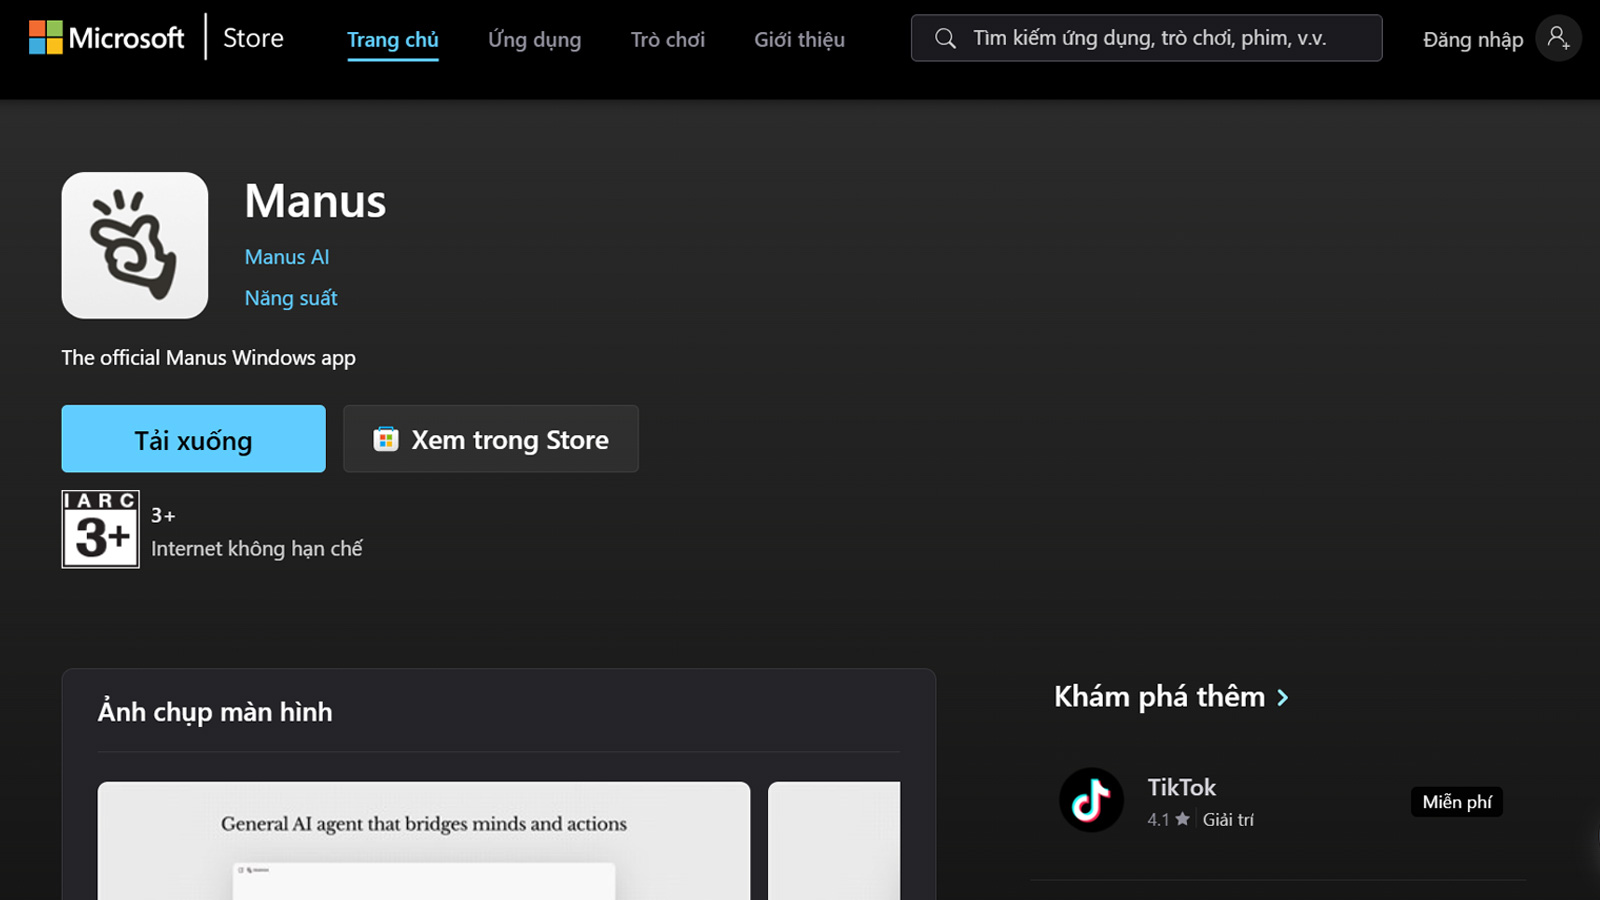 Microsoft
Store
Trang chủ
Ứng dụng
Trò chơi
Giới thiệu
Tìm kiếm ứng dụng, trò chơi, phim, v.v.
Đăng nhập
Manus
Manus AI
Năng suất
The official Manus Windows app
Tải xuống
Xem trong Store
IARC
3+
3+
Internet không hạn chế
Ảnh chụp màn hình
General AI agent that bridges minds and actions
Khám phá thêm
TikTok
4.1
Giải trí
Miễn phí